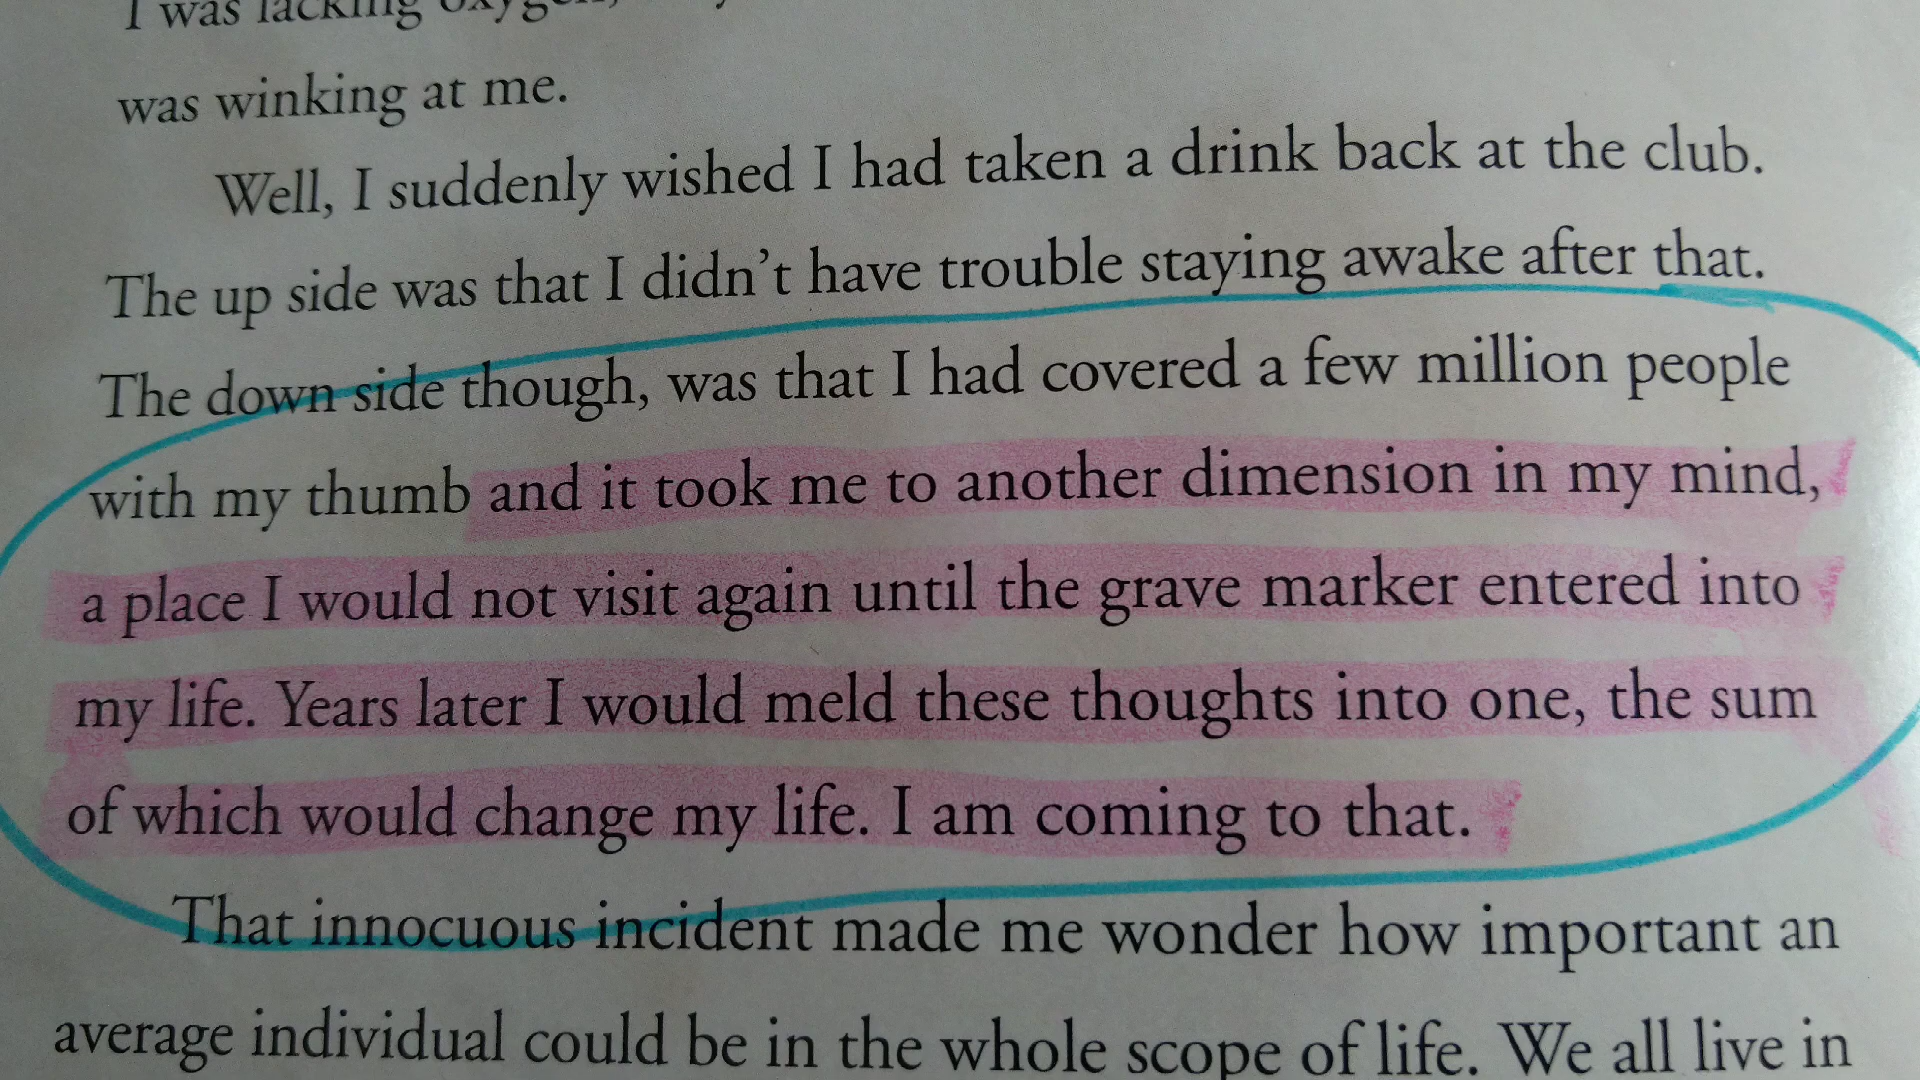 I was lacking oxygen,
was winking at me.
Well, I suddenly wished I had taken a drink back at the club.
The up side was that I didn't have trouble staying awake after that.
The down side though, was that I had covered a few million people
with my thumb and it took me to another dimension in my mind,
a place I would not visit again until the grave marker entered into
my life. Years later I would meld these thoughts into one, the sum
of which would change my life. I am coming to that.
That innocuous incident made me wonder how important an
average individual could be in the whole scope of life. We all live in